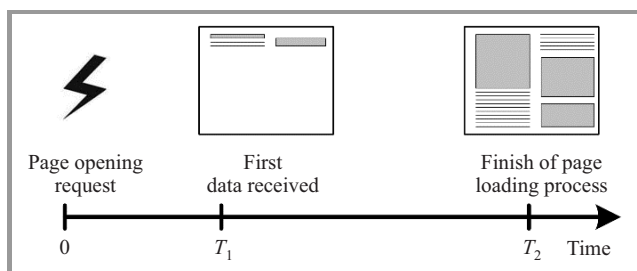 Page opening
request
First
data received
Finish of page
loading process
0
T1
T2
Time